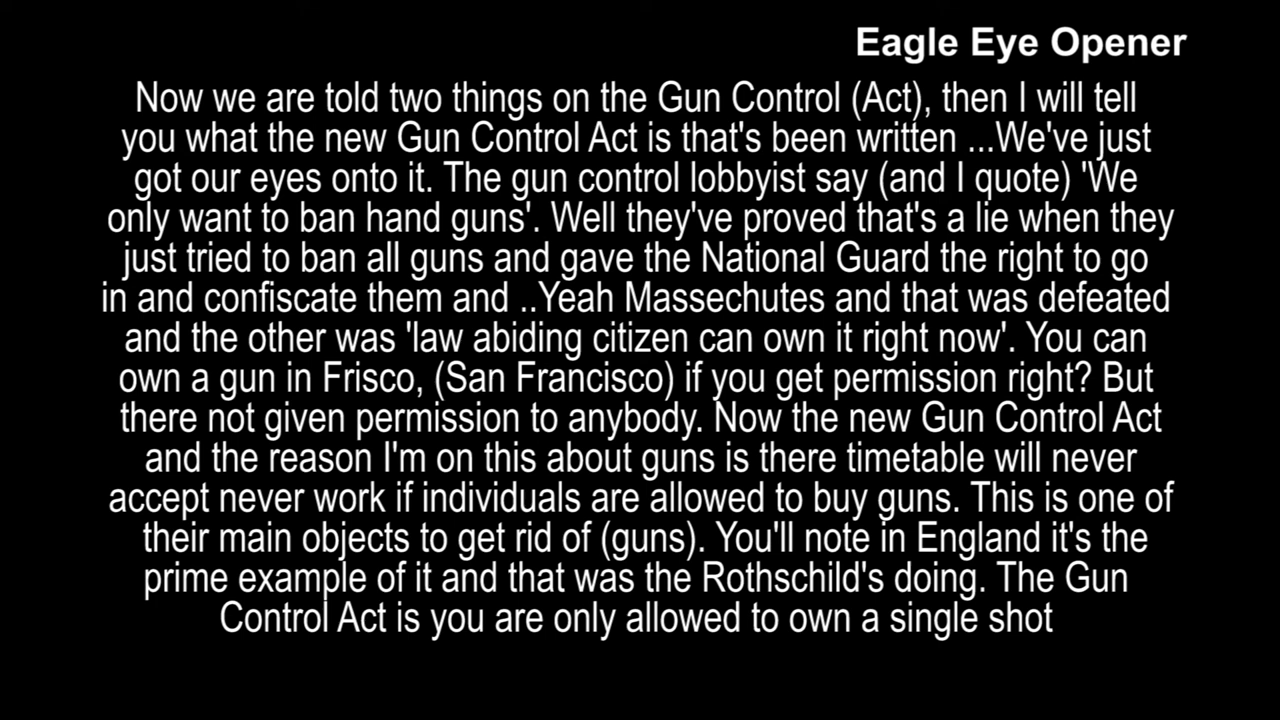 Eagle Eye Opener
Now we are told two things on the Gun Control (Act), then I will tell
you what the new Gun Control Act is that's been written ...We've just
got our eyes onto it. The gun control lobbyist say (and I quote) 'We
only want to ban hand guns'. Well they've proved that's a lie when they
just tried to ban all guns and gave the National Guard the right to go
in and confiscate them and ..Yeah Massechutes and that was defeated
and the other was 'law abiding citizen can own it right now'. You can
own a gun in Frisco, (San Francisco) if you get permission right? But
there not given permission to anybody. Now the new Gun Control Act
and the reason I'm on this about guns is there timetable will never
accept never work if individuals are allowed to buy guns. This is one of
their main objects to get rid of (guns). You'll note in England it's the
prime example of it and that was the Rothschild's doing. The Gun
Control Act is you are only allowed to own a single shot